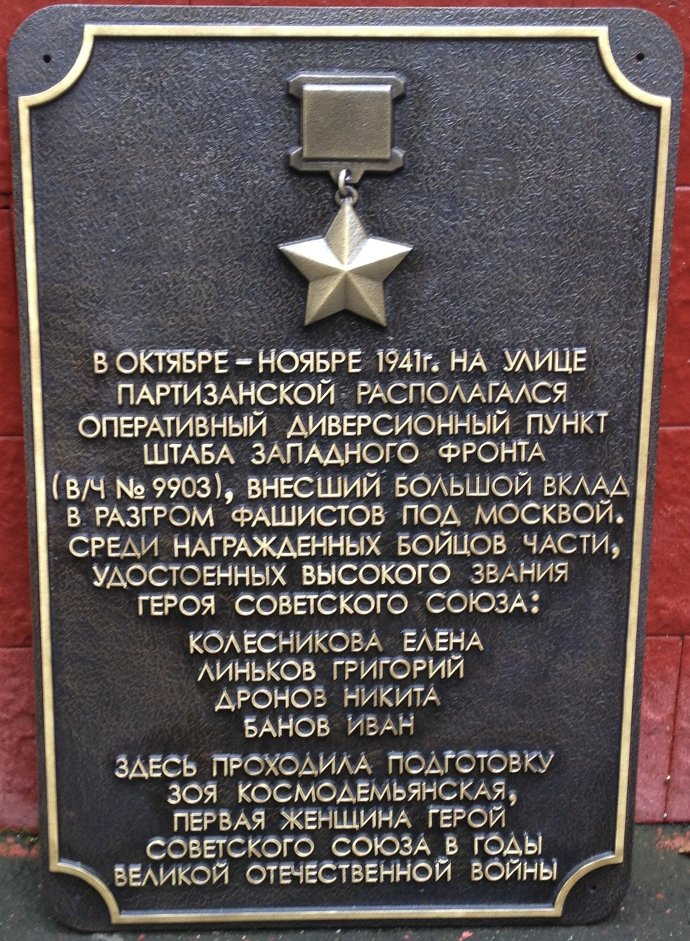 В ОКТЯБРЕ – НОЯБРЕ 1941г. НА УЛИЦЕ
ПАРТИЗАНСКОЙ РАСПОЛАГАЛСЯ
ОПЕРАТИВНЫЙ ДИВЕРСИОННЫЙ ПУНКТ
ШТАБА ЗАПАДНОГО ФРОНТА
(В/Ч № 9903), ВНЕСШИЙ БОЛЬШОЙ ВКЛАД
В РАЗГРОМ ФАШИСТОВ ПОД МОСКВОЙ.
СРЕДИ НАГРАЖДЕННЫХ БОЙЦОВ ЧАСТИ,
УДОСТОЕННЫХ ВЫСОКОГО ЗВАНИЯ
ГЕРОЯ СОВЕТСКОГО СОЮЗА:
КОЛЕСНИКОВА ЕЛЕНА
ЛИНЬКОВ ГРИГОРИЙ
ДРОНОВ НИКИТА
БАНОВ ИВАН
ЗДЕСЬ ПРОХОДИЛА ПОДГОТОВКУ
ЗОЯ КОСМОДЕМЬЯНСКАЯ,
ПЕРВАЯ ЖЕНЩИНА ГЕРОЙ
СОВЕТСКОГО СОЮЗА В ГОДЫ
ВЕЛИКОЙ ОТЕЧЕСТВЕННОЙ ВОЙНЫ